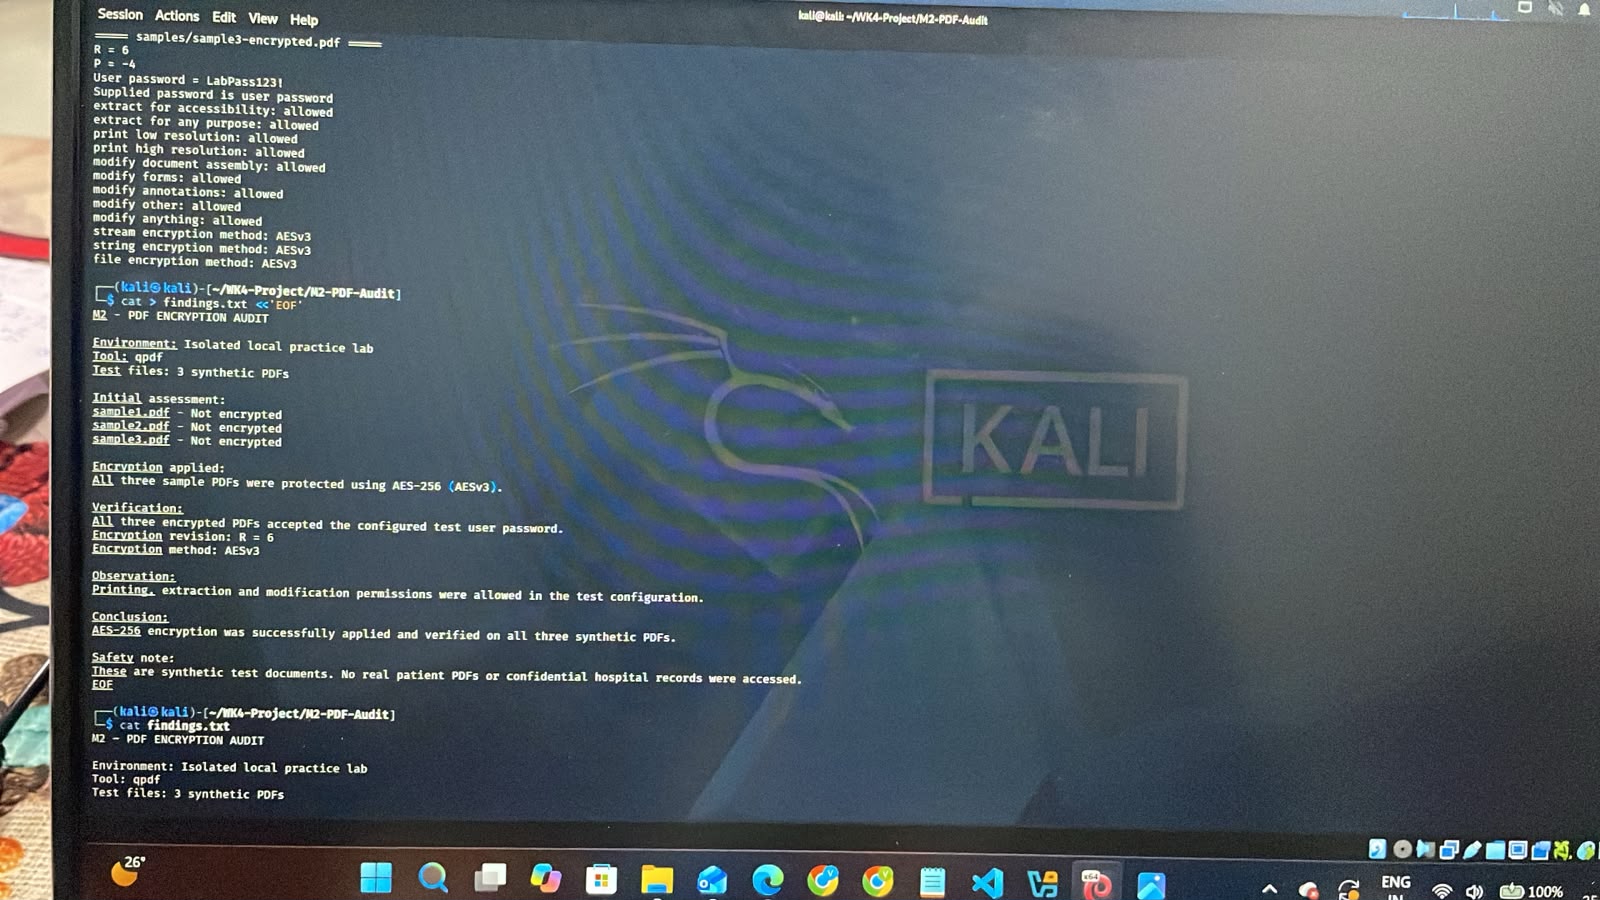 Session Actions Edit View Help
kali@kali: ~/WK4-Project/M2-PDF-Audit
samples/sample3-encrypted.pdf
R = 6
P = -4
User password = LabPass123!
Supplied password is user password
extract for accessibility: allowed
extract for any purpose: allowed
print low resolution: allowed
print high resolution: allowed
modify document assembly: allowed
modify forms: allowed
modify annotations: allowed
modify other: allowed
modify anything: allowed
stream encryption method: AESv3
string encryption method: AESv3
file encryption method: AESv3
┌──(kali㉿kali)-[~/WK4-Project/M2-PDF-Audit]
└─$ cat > findings.txt <<'EOF'
M2 - PDF ENCRYPTION AUDIT
Environment: Isolated local practice lab
Tool: qpdf
Test files: 3 synthetic PDFs
Initial assessment:
sample1.pdf - Not encrypted
sample2.pdf - Not encrypted
sample3.pdf - Not encrypted
Encryption applied:
All three sample PDFs were protected using AES-256 (AESv3).
Verification:
All three encrypted PDFs accepted the configured test user password.
Encryption revision: R = 6
Encryption method: AESv3
Observation:
Printing, extraction and modification permissions were allowed in the test configuration.
Conclusion:
AES-256 encryption was successfully applied and verified on all three synthetic PDFs.
Safety note:
These are synthetic test documents. No real patient PDFs or confidential hospital records were accessed.
EOF
┌──(kali㉿kali)-[~/WK4-Project/M2-PDF-Audit]
└─$ cat findings.txt
M2 - PDF ENCRYPTION AUDIT
Environment: Isolated local practice lab
Tool: qpdf
Test files: 3 synthetic PDFs
KALI
26°
x64
ENG
100%